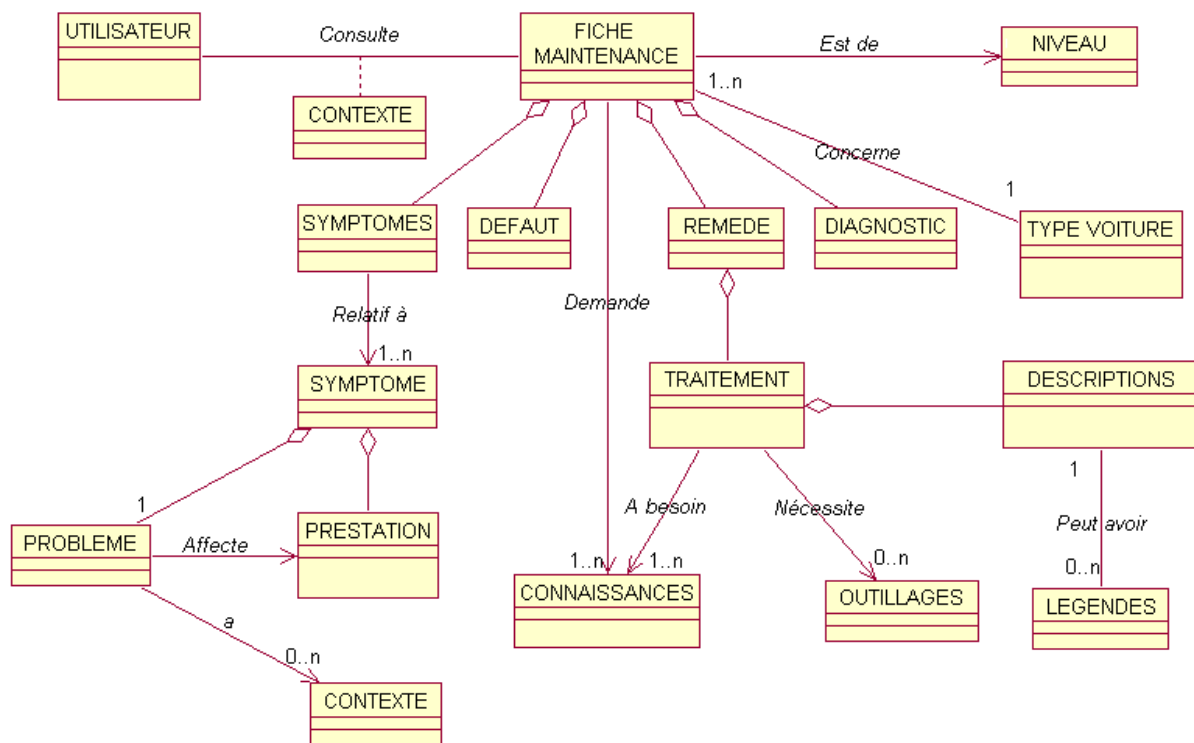 UTILISATEUR
Consulte
FICHE
MAINTENANCE
Est de
NIVEAU
1..n
CONTEXTE
Concerne
1
SYMPTOMES
DEFAUT
REMEDE
DIAGNOSTIC
TYPE VOITURE
Relatif à
Demande
1..n
SYMPTOME
TRAITEMENT
DESCRIPTIONS
1
1
PROBLEME
Affecte
PRESTATION
A besoin
Nécessite
Peut avoir
1..n
1..n
0..n
0..n
CONNAISSANCES
OUTILLAGES
LEGENDES
a
0..n
CONTEXTE